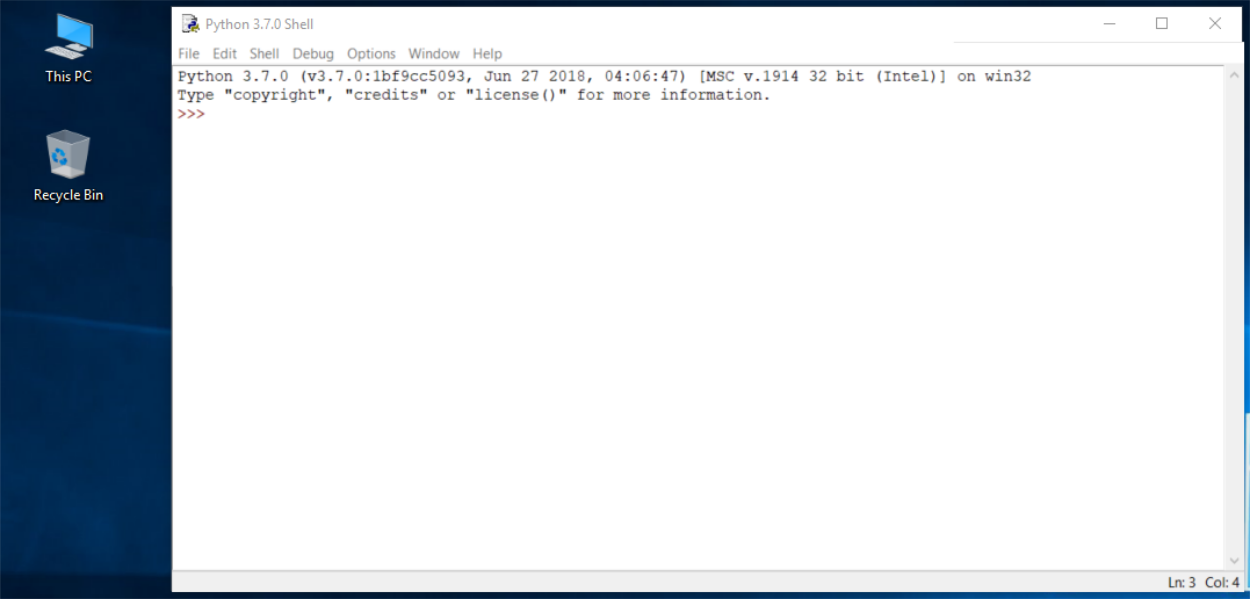 This PC
Recycle Bin
Python 3.7.0 Shell
File Edit Shell Debug Options Window Help
Python 3.7.0 (v3.7.0:1bf9cc5093, Jun 27 2018, 04:06:47) [MSC v.1914 32 bit (Intel)] on win32
Type "copyright", "credits" or "license()" for more information.
>>>
Ln: 3 Col: 4